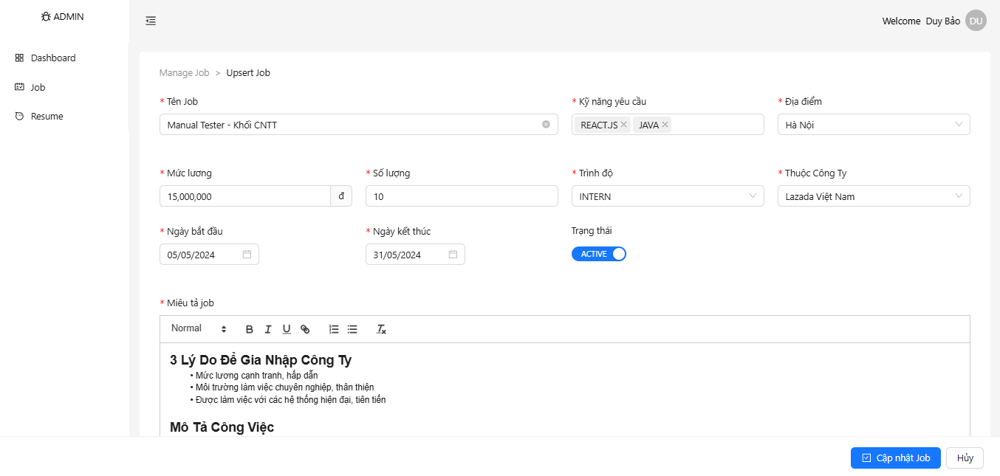 ADMIN
Welcome Duy Bảo DU
Dashboard
Job
Resume
Manage Job > Upsert Job
* Tên Job
* Kỹ năng yêu cầu
* Địa điểm
Manual Tester - Khối CNTT
REACT.JS JAVA
Hà Nội
* Mức lương
* Số lượng
* Trình độ
* Thuộc Công Ty
15,000,000 đ
10
INTERN
Lazada Việt Nam
* Ngày bắt đầu
* Ngày kết thúc
Trạng thái
05/05/2024
31/05/2024
ACTIVE
* Miêu tả job
Normal B I U
3 Lý Do Để Gia Nhập Công Ty
• Mức lương cạnh tranh, hấp dẫn
• Môi trường làm việc chuyên nghiệp, thân thiện
• Được làm việc với các hệ thống hiện đại, tiên tiến
Mô Tả Công Việc
Cập nhật Job
Hủy